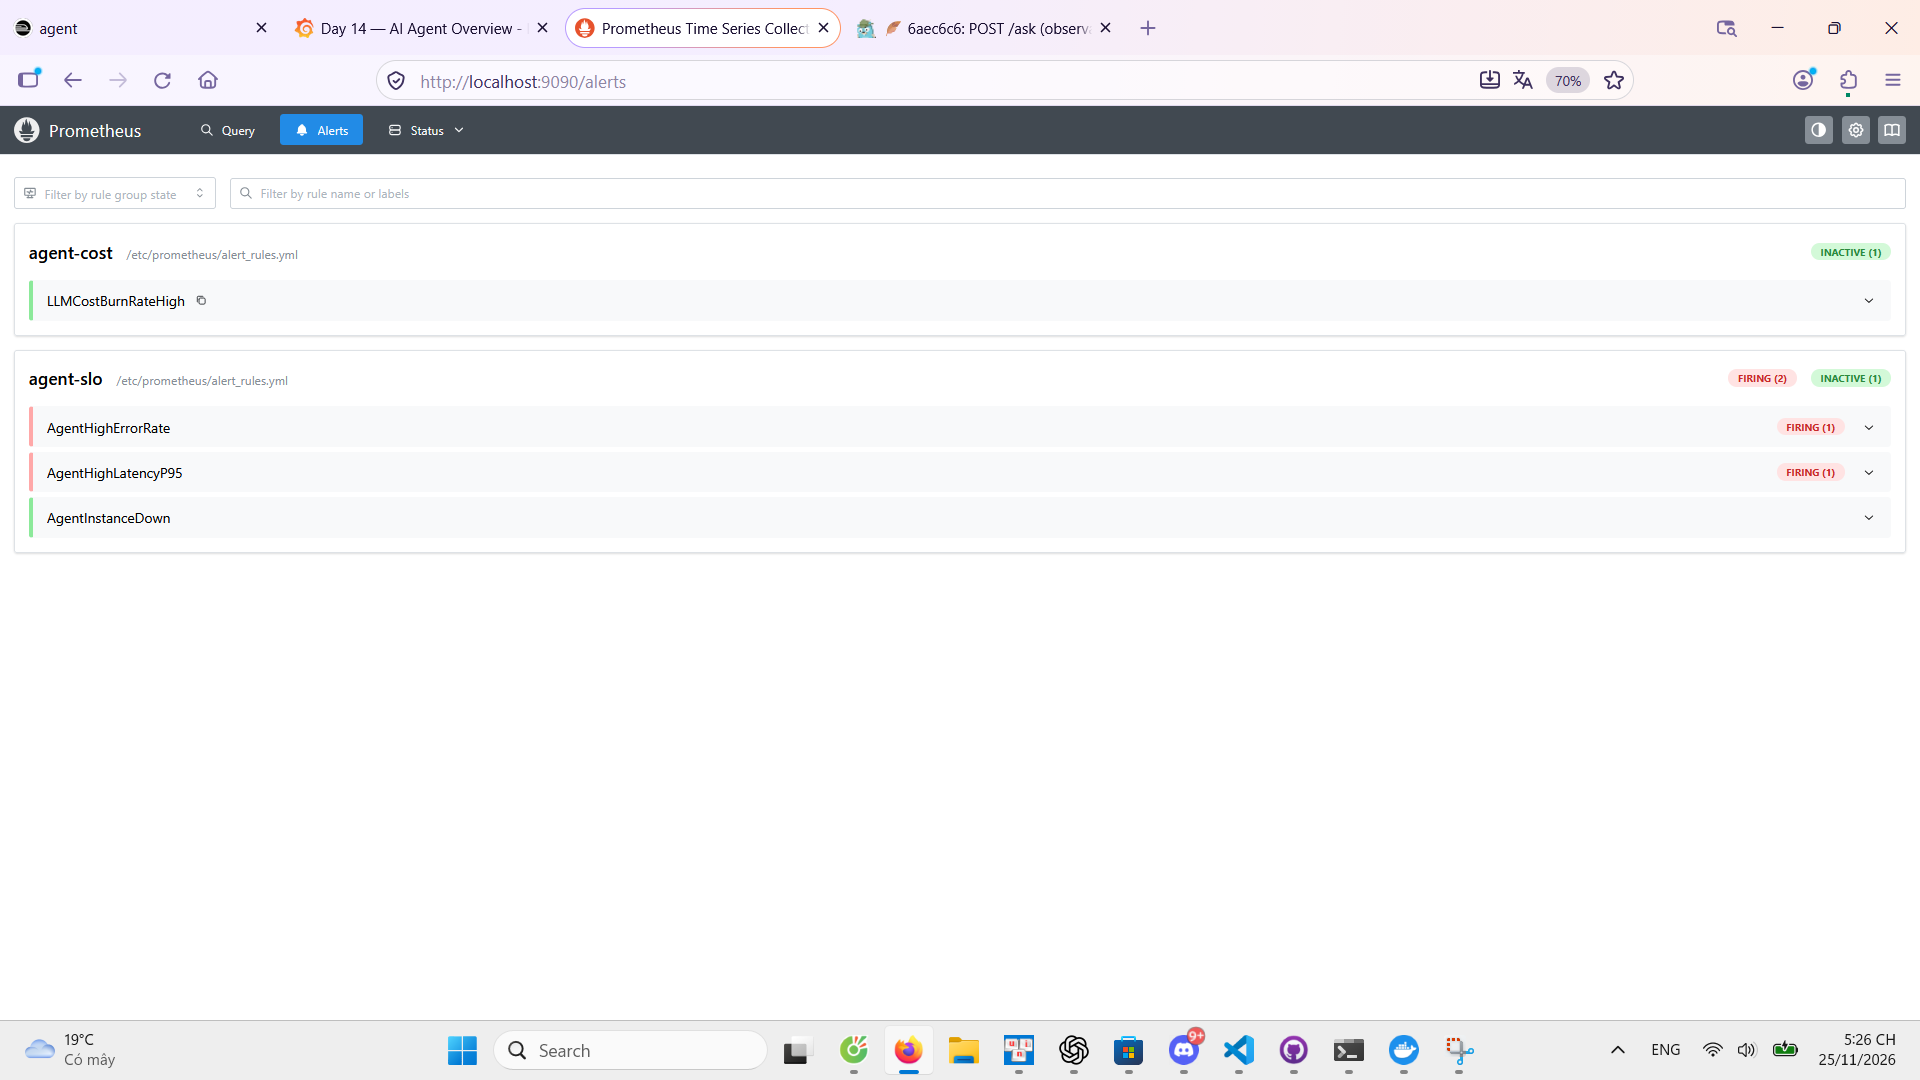 agent
Day 14 — AI Agent Overview -
Prometheus Time Series Collect
6aec6c6: POST /ask (observ
http://localhost:9090/alerts
70%
Prometheus
Query
Alerts
Status
Filter by rule group state
Filter by rule name or labels
agent-cost
/etc/prometheus/alert_rules.yml
INACTIVE (1)
LLMCostBurnRateHigh
agent-slo
/etc/prometheus/alert_rules.yml
FIRING (2)
INACTIVE (1)
AgentHighErrorRate
FIRING (1)
AgentHighLatencyP95
FIRING (1)
AgentInstanceDown
19°C
Có mây
Search
9+
ENG
5:26 CH
25/11/2026